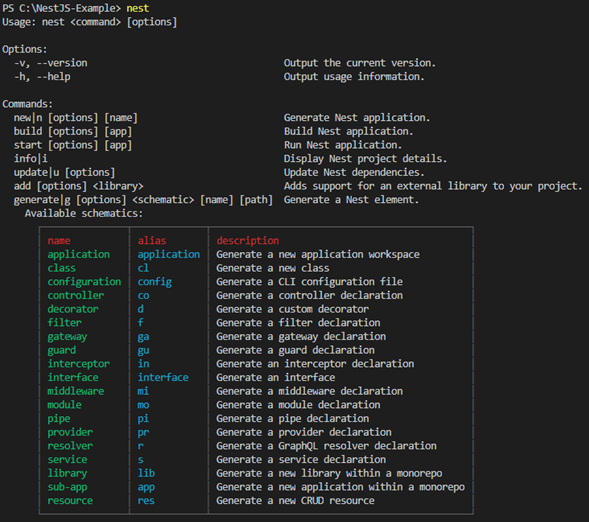 PS C:\NestJS-Example> nest
Usage: nest <command> [options]
Options:
-v, --version Output the current version.
-h, --help Output usage information.
Commands:
new|n [options] [name] Generate Nest application.
build [options] [app] Build Nest application.
start [options] [app] Run Nest application.
info|i Display Nest project details.
update|u [options] Update Nest dependencies.
add [options] <library> Adds support for an external library to your project.
generate|g [options] <schematic> [name] [path] Generate a Nest element.
Available schematics:
name alias description
application application Generate a new application workspace
class cl Generate a new class
configuration config Generate a CLI configuration file
controller co Generate a controller declaration
decorator d Generate a custom decorator
filter f Generate a filter declaration
gateway ga Generate a gateway declaration
guard gu Generate a guard declaration
interceptor in Generate an interceptor declaration
interface interface Generate an interface
middleware mi Generate a middleware declaration
module mo Generate a module declaration
pipe pi Generate a pipe declaration
provider pr Generate a provider declaration
resolver r Generate a GraphQL resolver declaration
service s Generate a service declaration
library lib Generate a new library within a monorepo
sub-app app Generate a new application within a monorepo
resource res Generate a new CRUD resource